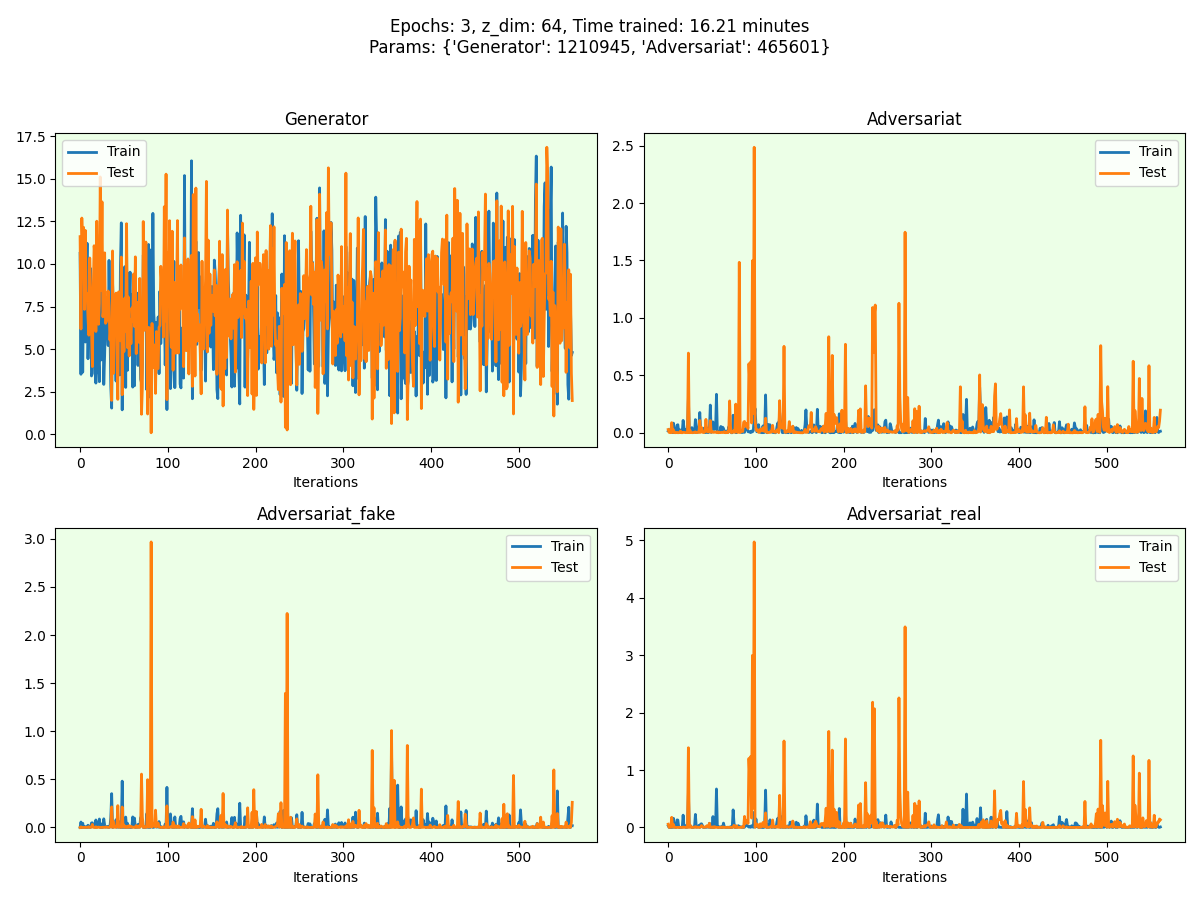 Epochs: 3, z_dim: 64, Time trained: 16.21 minutes
Params: {'Generator': 1210945, 'Adversariat': 465601}
Generator
17.5
15.0
12.5
10.0
7.5
5.0
2.5
0.0
Train
Test
0 100 200 300 400 500
Iterations
Adversariat
2.5
2.0
1.5
1.0
0.5
0.0
Train
Test
0 100 200 300 400 500
Iterations
Adversariat_fake
3.0
2.5
2.0
1.5
1.0
0.5
0.0
Train
Test
0 100 200 300 400 500
Iterations
Adversariat_real
5
4
3
2
1
0
Train
Test
0 100 200 300 400 500
Iterations